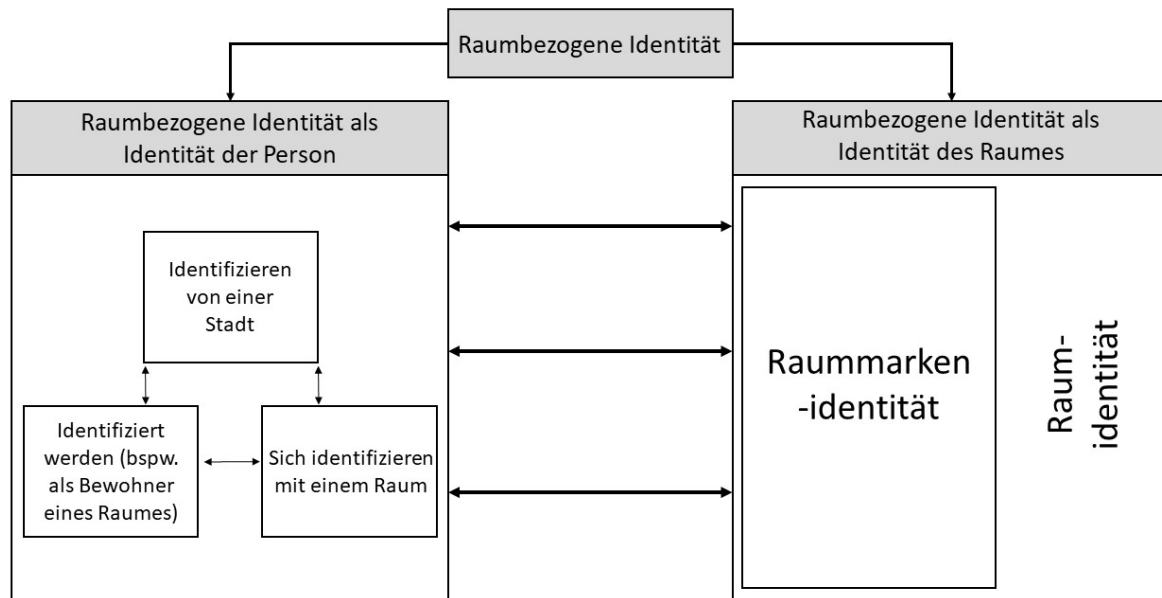 Raumbezogene Identität
Raumbezogene Identität als
Identität der Person
Identifizieren
von einer
Stadt
Identifiziert
werden (bspw.
als Bewohner
eines Raumes)
Sich identifizieren
mit einem Raum
Raumbezogene Identität als
Identität des Raumes
Raummarken
-identität
Raum-
identität